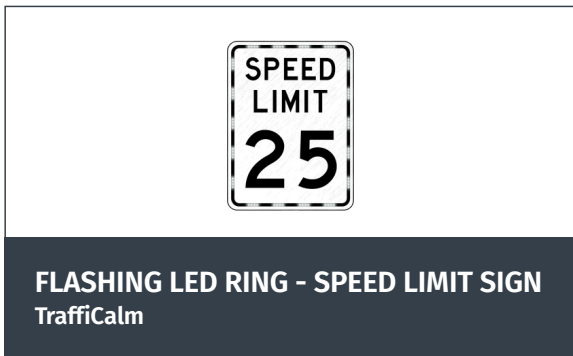 SPEED
LIMIT
25
FLASHING LED RING - SPEED LIMIT SIGN
TraffiCalm